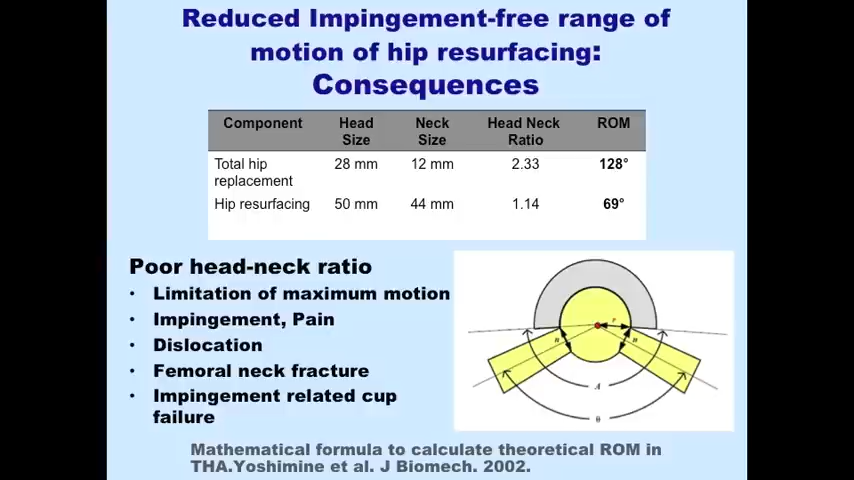 Reduced Impingement-free range of
motion of hip resurfacing:
Consequences
Component Head Size Neck Size Head Neck Ratio ROM
Total hip replacement 28 mm 12 mm 2.33 128°
Hip resurfacing 50 mm 44 mm 1.14 69°
Poor head-neck ratio
• Limitation of maximum motion
• Impingement, Pain
• Dislocation
• Femoral neck fracture
• Impingement related cup
failure
r
n n
A
θ
Mathematical formula to calculate theoretical ROM in
THA.Yoshimine et al. J Biomech. 2002.